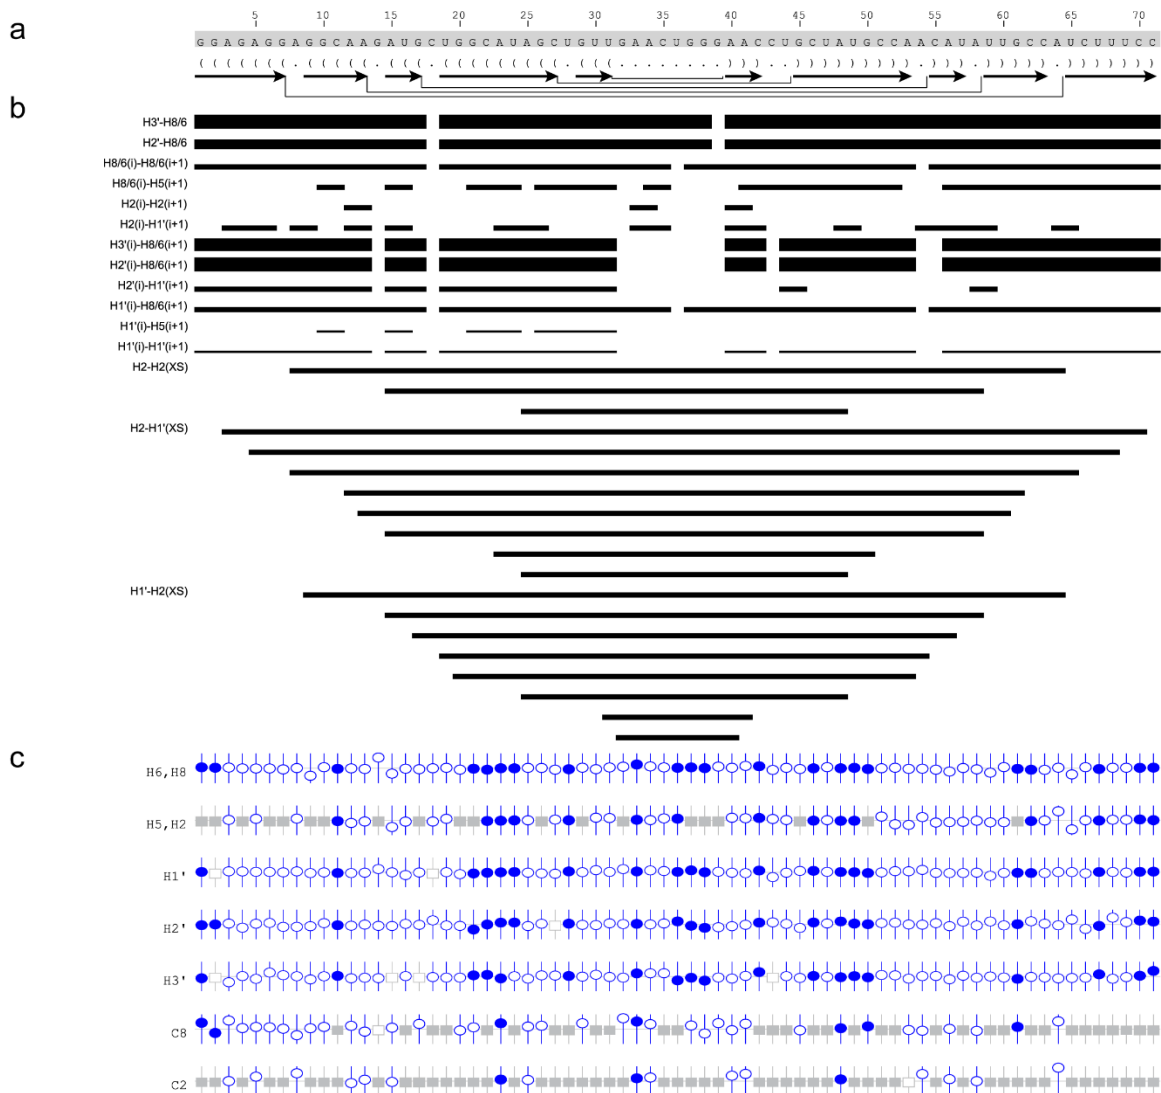 a
5 10 15 20 25 30 35 40 45 50 55 60 65 70
G G A G A G G A G G C A A G A U G C U G G C A U A G C U G U U G A A C U G G G A A C C U G C U A U G C C A A C A U A U U G C C A U C U U U C C
( ( ( ( ( ( ( . ( ( ( ( ( . ( ( ( . ( ( ( ( ( ( ( ( ( . ( ( ( . . . . . . . . ) ) ) . . ) ) ) ) ) ) ) ) ) . ) ) ) . ) ) ) ) ) . ) ) ) ) ) ) )
b
H3'-H8/6
H2'-H8/6
H8/6(i)-H8/6(i+1)
H8/6(i)-H5(i+1)
H2(i)-H2(i+1)
H2(i)-H1'(i+1)
H3'(i)-H8/6(i+1)
H2'(i)-H8/6(i+1)
H2'(i)-H1'(i+1)
H1'(i)-H8/6(i+1)
H1'(i)-H5(i+1)
H1'(i)-H1'(i+1)
H2-H2(XS)
H2-H1'(XS)
H1'-H2(XS)
c
H6,H8
H5,H2
H1'
H2'
H3'
C8
C2